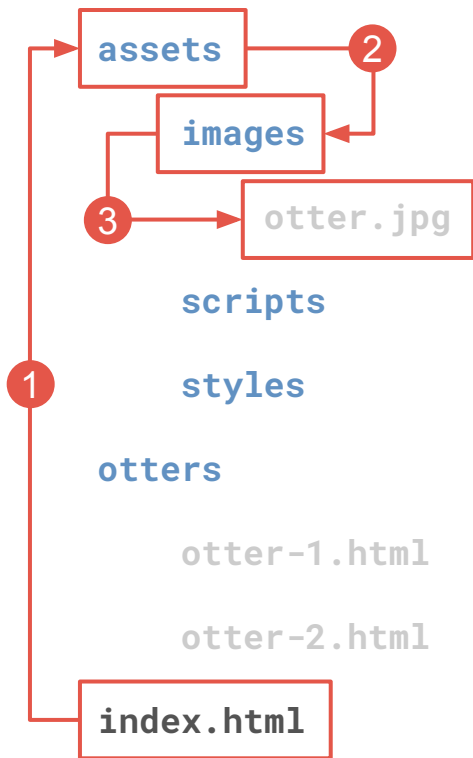 assets 2
images
3 otter.jpg
scripts
1 styles
otters
otter-1.html
otter-2.html
index.html